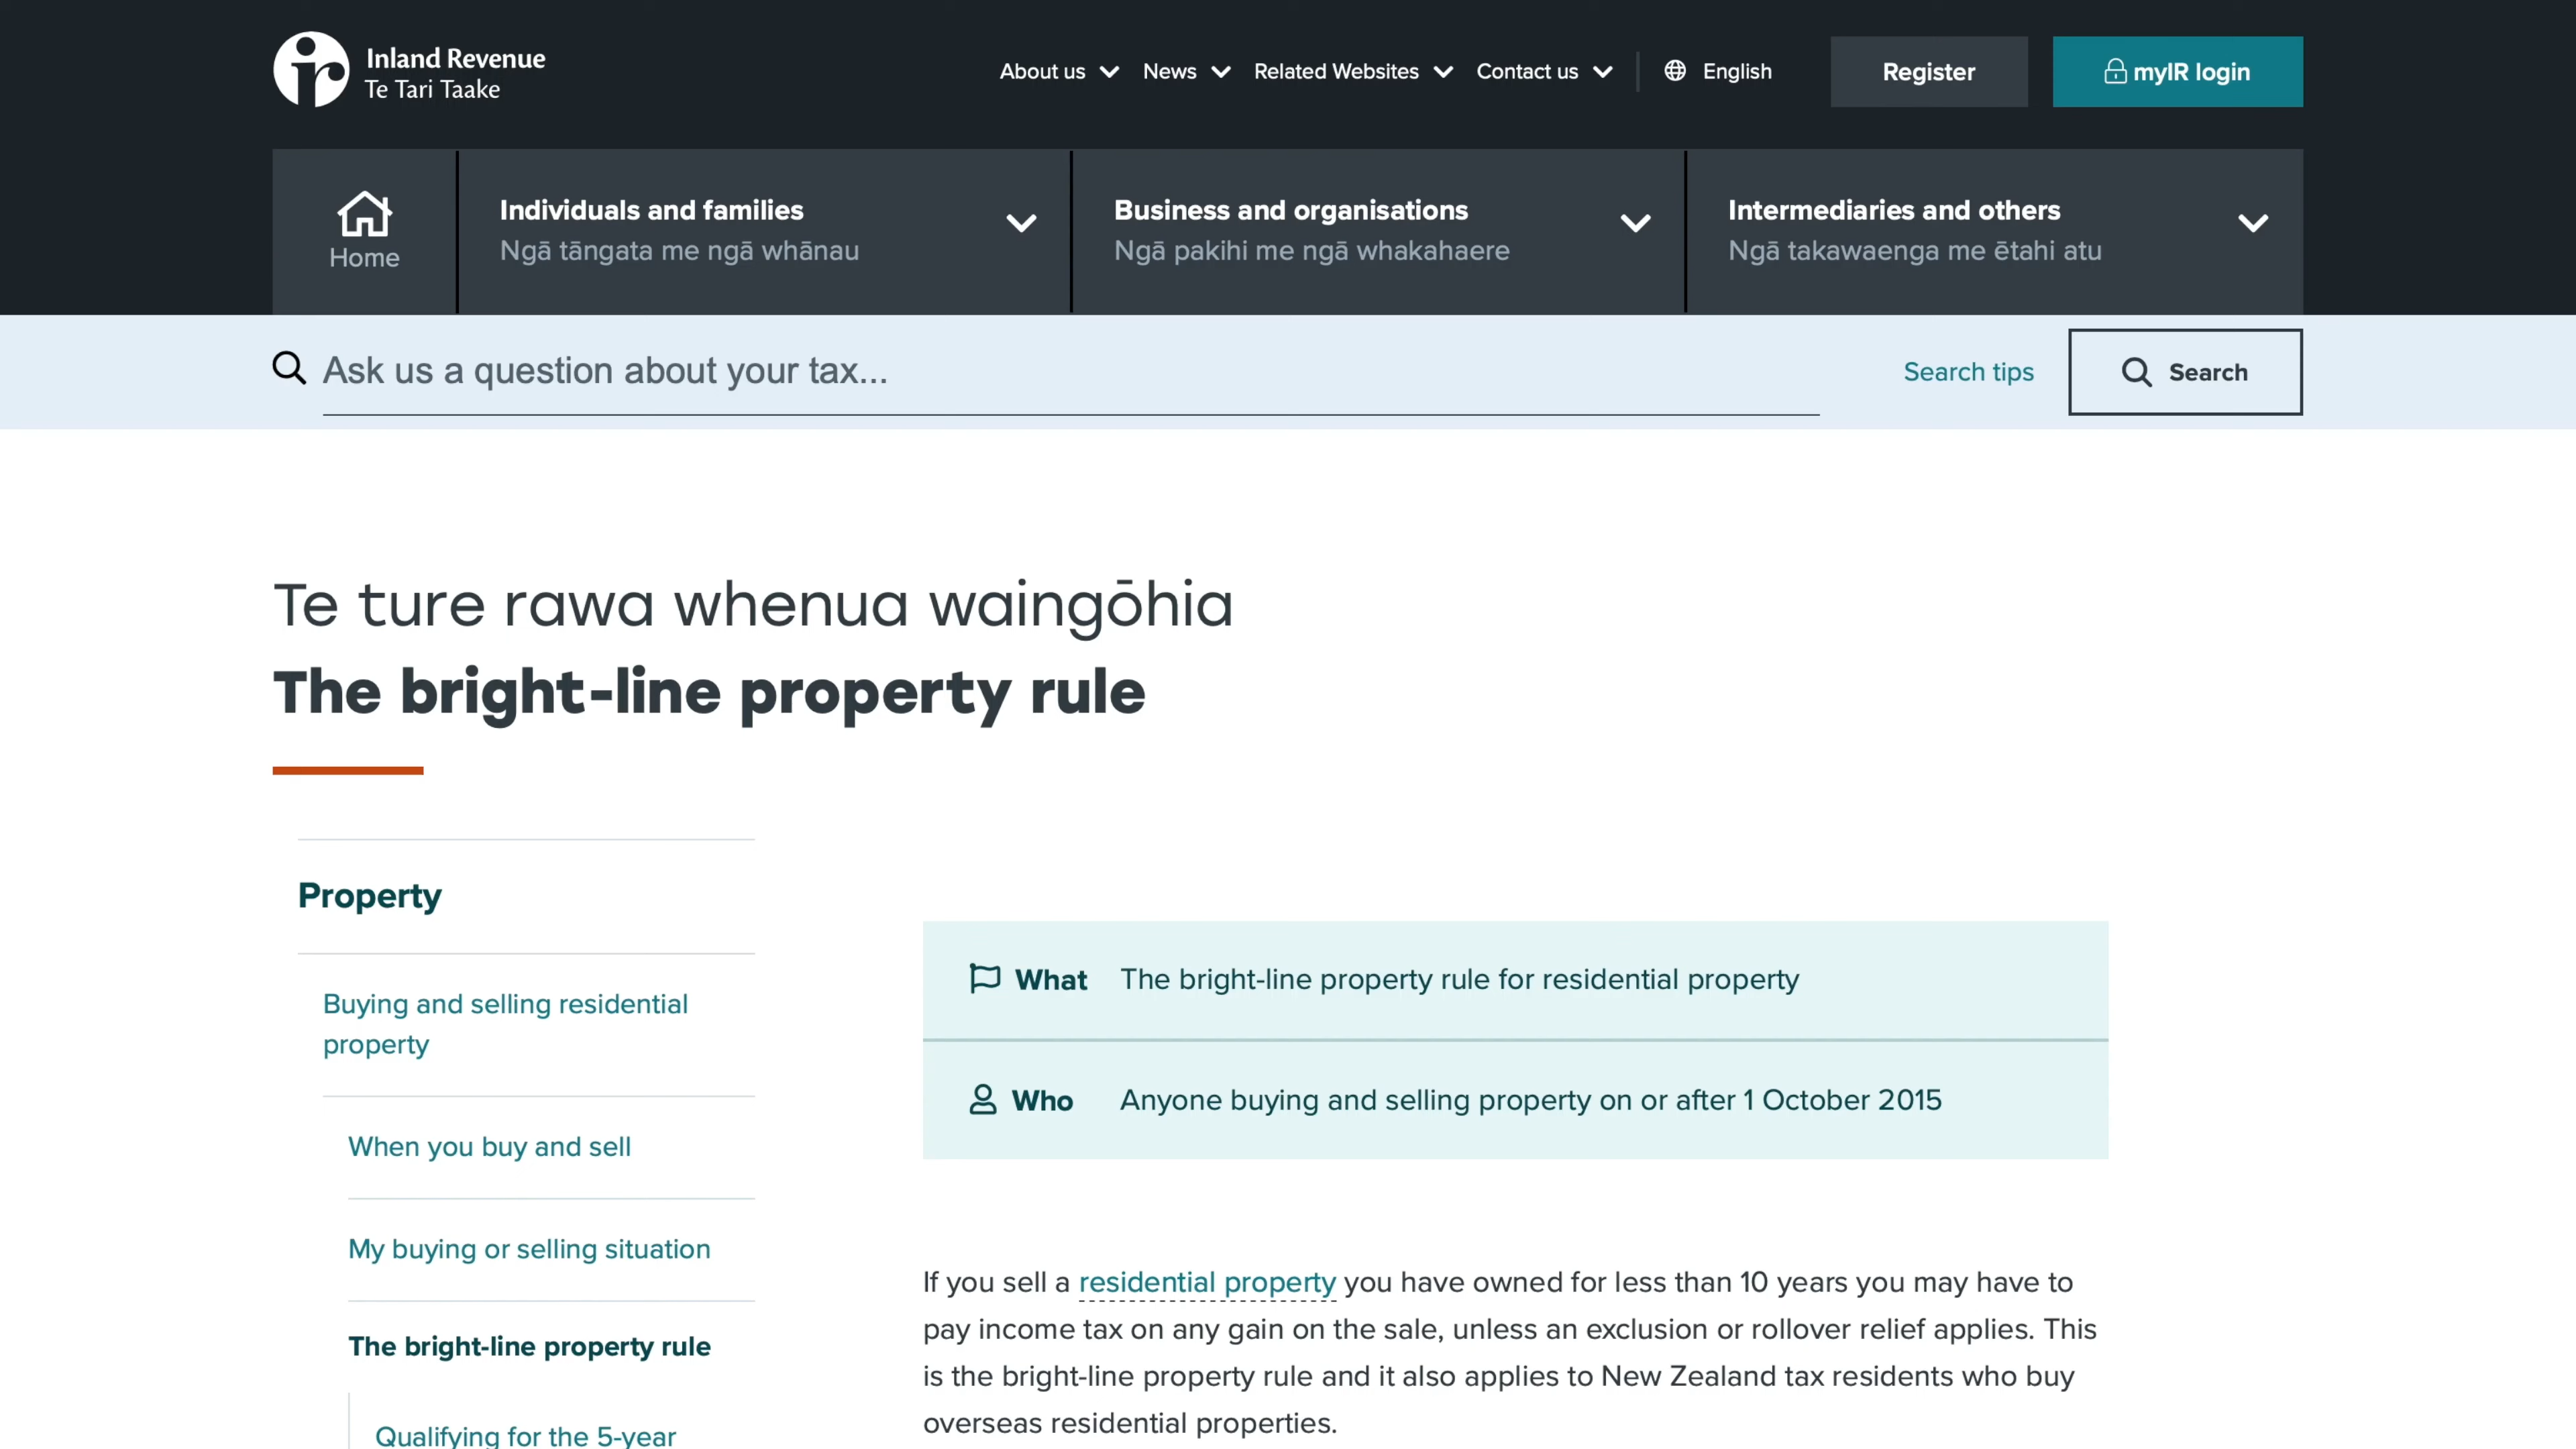 Inland Revenue
Te Tari Taake
About us
News
Related Websites
Contact us
English
Register
myIR login
Home
Individuals and families
Ngā tāngata me ngā whānau
Business and organisations
Ngā pakihi me ngā whakahaere
Intermediaries and others
Ngā takawaenga me ētahi atu
Ask us a question about your tax...
Search tips
Search
Te ture rawa whenua waingōhia
The bright-line property rule
Property
Buying and selling residential
property
When you buy and sell
My buying or selling situation
The bright-line property rule
Qualifying for the 5-year
What The bright-line property rule for residential property
Who Anyone buying and selling property on or after 1 October 2015
If you sell a residential property you have owned for less than 10 years you may have to
pay income tax on any gain on the sale, unless an exclusion or rollover relief applies. This
is the bright-line property rule and it also applies to New Zealand tax residents who buy
overseas residential properties.